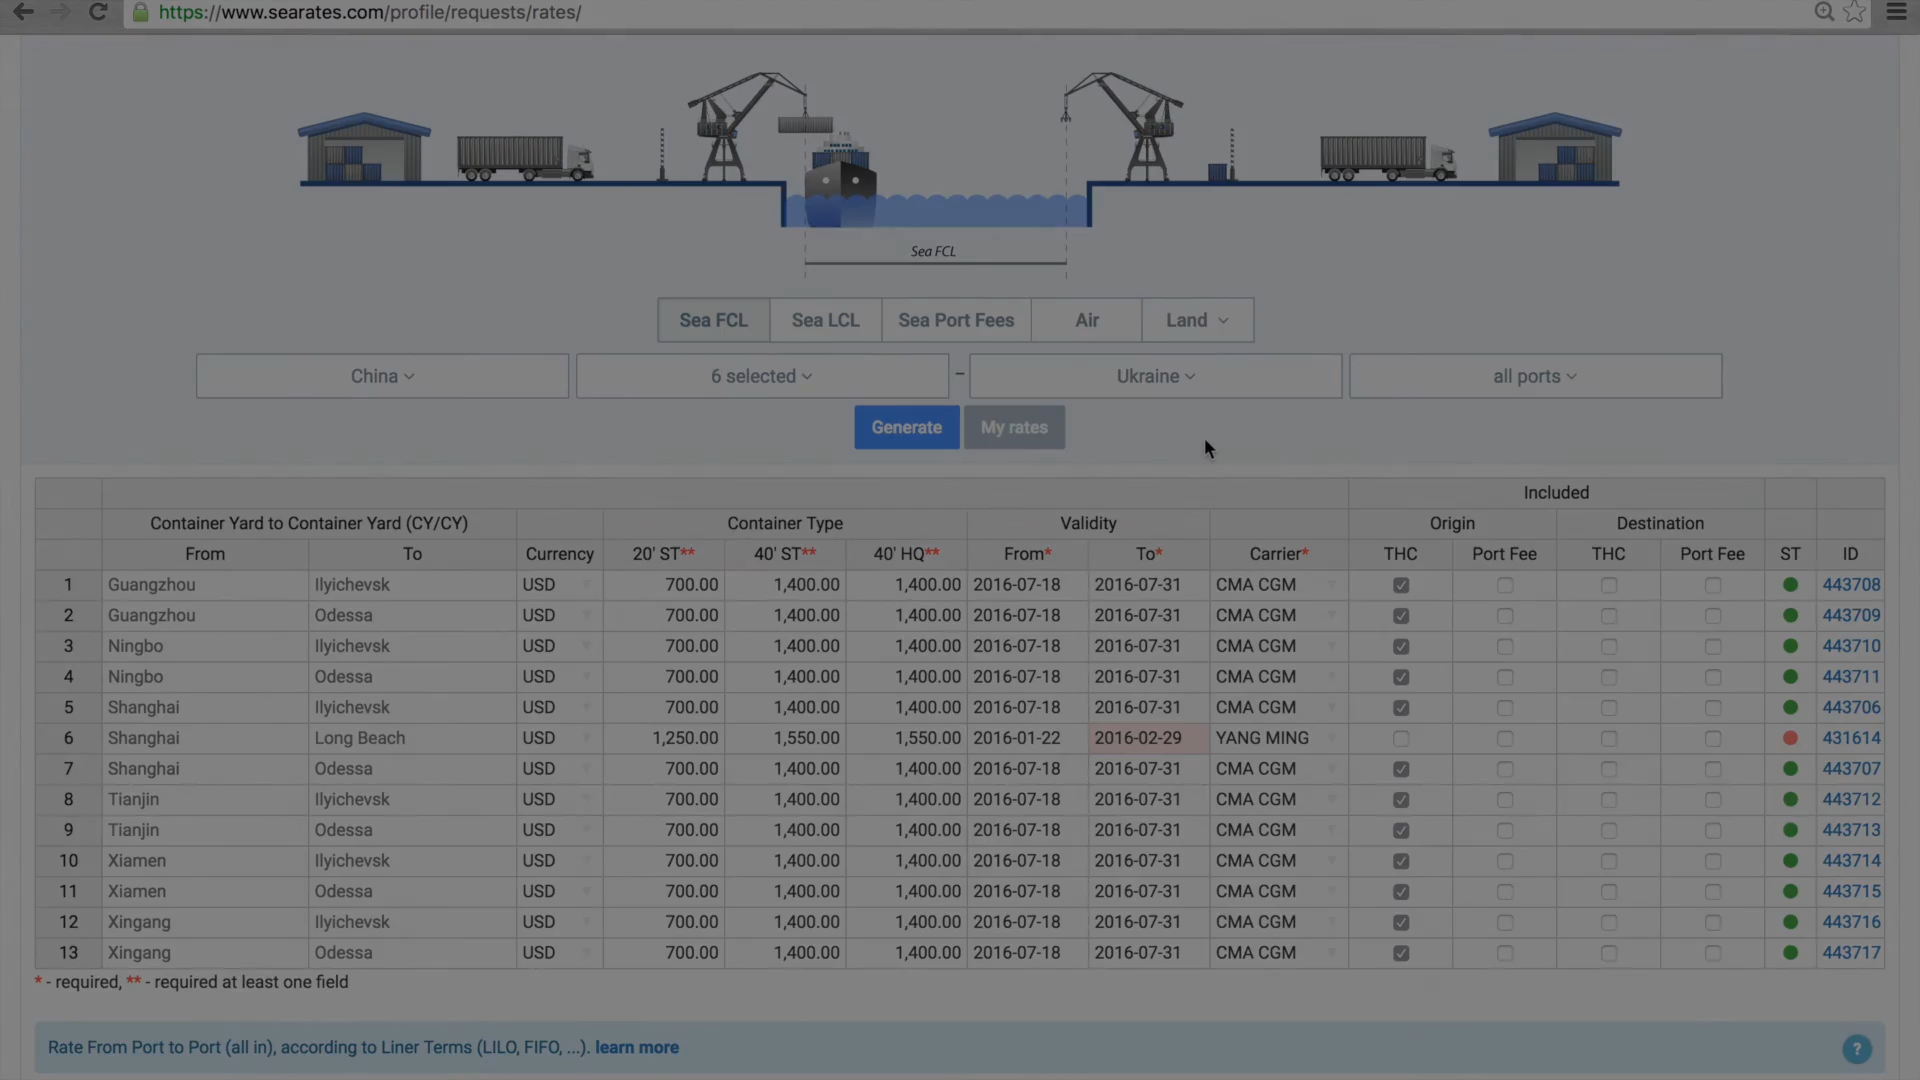 https://www.searates.com/profile/requests/rates/
Sea FCL
Sea FCL Sea LCL Sea Port Fees Air Land
China 6 selected – Ukraine all ports
Generate My rates
Included
Container Yard to Container Yard (CY/CY) Container Type Validity Origin Destination
From To Currency 20' ST** 40' ST** 40' HQ** From* To* Carrier* THC Port Fee THC Port Fee ST ID
1 Guangzhou Ilyichevsk USD 700.00 1,400.00 1,400.00 2016-07-18 2016-07-31 CMA CGM 443708
2 Guangzhou Odessa USD 700.00 1,400.00 1,400.00 2016-07-18 2016-07-31 CMA CGM 443709
3 Ningbo Ilyichevsk USD 700.00 1,400.00 1,400.00 2016-07-18 2016-07-31 CMA CGM 443710
4 Ningbo Odessa USD 700.00 1,400.00 1,400.00 2016-07-18 2016-07-31 CMA CGM 443711
5 Shanghai Ilyichevsk USD 700.00 1,400.00 1,400.00 2016-07-18 2016-07-31 CMA CGM 443706
6 Shanghai Long Beach USD 1,250.00 1,550.00 1,550.00 2016-01-22 2016-02-29 YANG MING 431614
7 Shanghai Odessa USD 700.00 1,400.00 1,400.00 2016-07-18 2016-07-31 CMA CGM 443707
8 Tianjin Ilyichevsk USD 700.00 1,400.00 1,400.00 2016-07-18 2016-07-31 CMA CGM 443712
9 Tianjin Odessa USD 700.00 1,400.00 1,400.00 2016-07-18 2016-07-31 CMA CGM 443713
10 Xiamen Ilyichevsk USD 700.00 1,400.00 1,400.00 2016-07-18 2016-07-31 CMA CGM 443714
11 Xiamen Odessa USD 700.00 1,400.00 1,400.00 2016-07-18 2016-07-31 CMA CGM 443715
12 Xingang Ilyichevsk USD 700.00 1,400.00 1,400.00 2016-07-18 2016-07-31 CMA CGM 443716
13 Xingang Odessa USD 700.00 1,400.00 1,400.00 2016-07-18 2016-07-31 CMA CGM 443717
* - required, ** - required at least one field
Rate From Port to Port (all in), according to Liner Terms (LILO, FIFO, ...). learn more ?